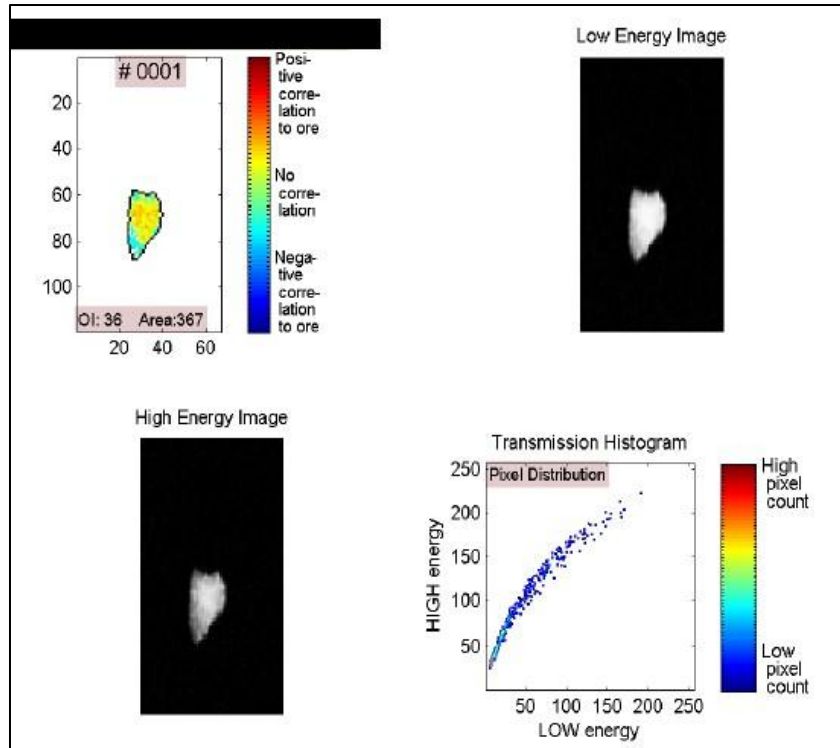 # 0001
20
40
60
80
100
20 40 60
OI: 36 Area:367
Posi-
tive
corre-
lation
to ore
No
corre-
lation
Nega-
tive
corre-
lation
to ore
Low Energy Image
High Energy Image
Transmission Histogram
Pixel Distribution
250
200
150
100
50
HIGH energy
50 100 150 200 250
LOW energy
High
pixel
count
Low
pixel
count